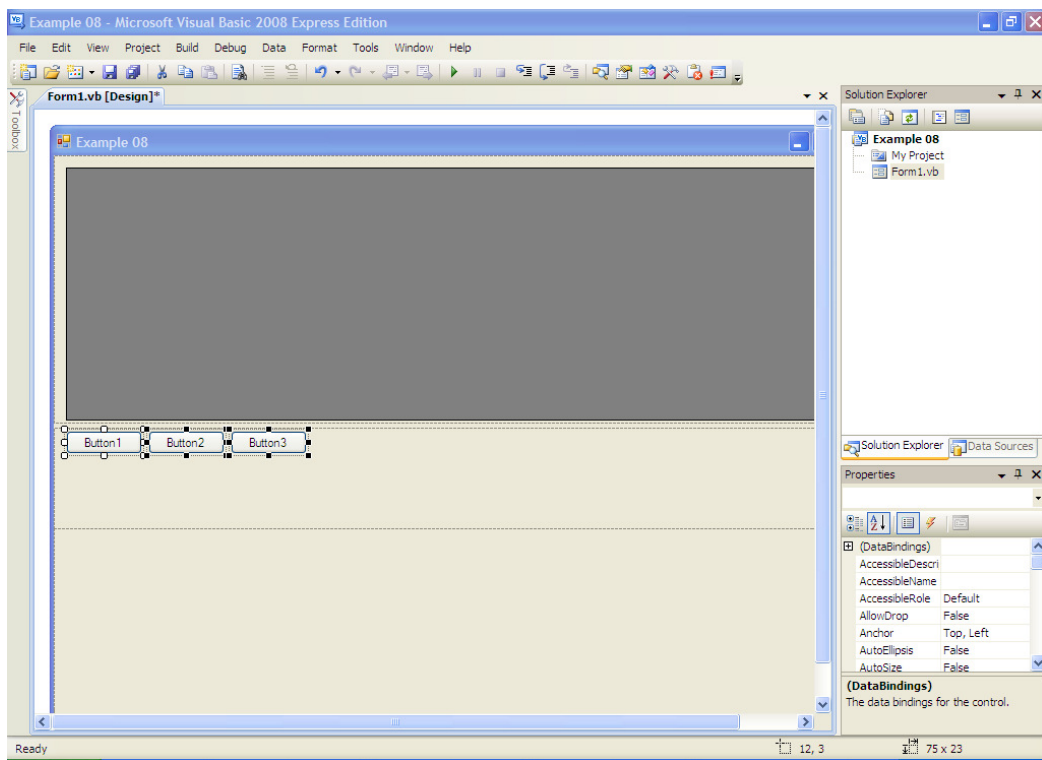 Example 08 - Microsoft Visual Basic 2008 Express Edition
File Edit View Project Build Debug Data Format Tools Window Help
Toolbox
Form1.vb [Design]*
Example 08
Button1 Button2 Button3
Solution Explorer
Example 08
My Project
Form1.vb
Solution Explorer Data Sources
Properties
(DataBindings)
AccessibleDescri
AccessibleName
AccessibleRole Default
AllowDrop False
Anchor Top, Left
AutoEllipsis False
AutoSize False
(DataBindings)
The data bindings for the control.
Ready 12, 3 75 x 23